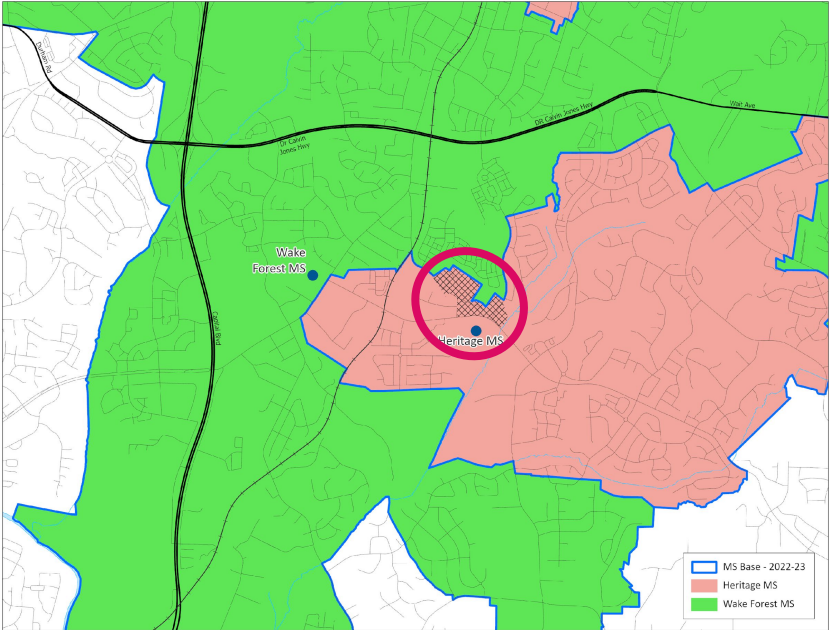 Durham Rd
Dr Calvin
Jones Hwy
DR Calvin Jones Hwy
Wait Ave
Wake
Forest MS
Capital Blvd
Heritage MS
MS Base - 2022-23
Heritage MS
Wake Forest MS